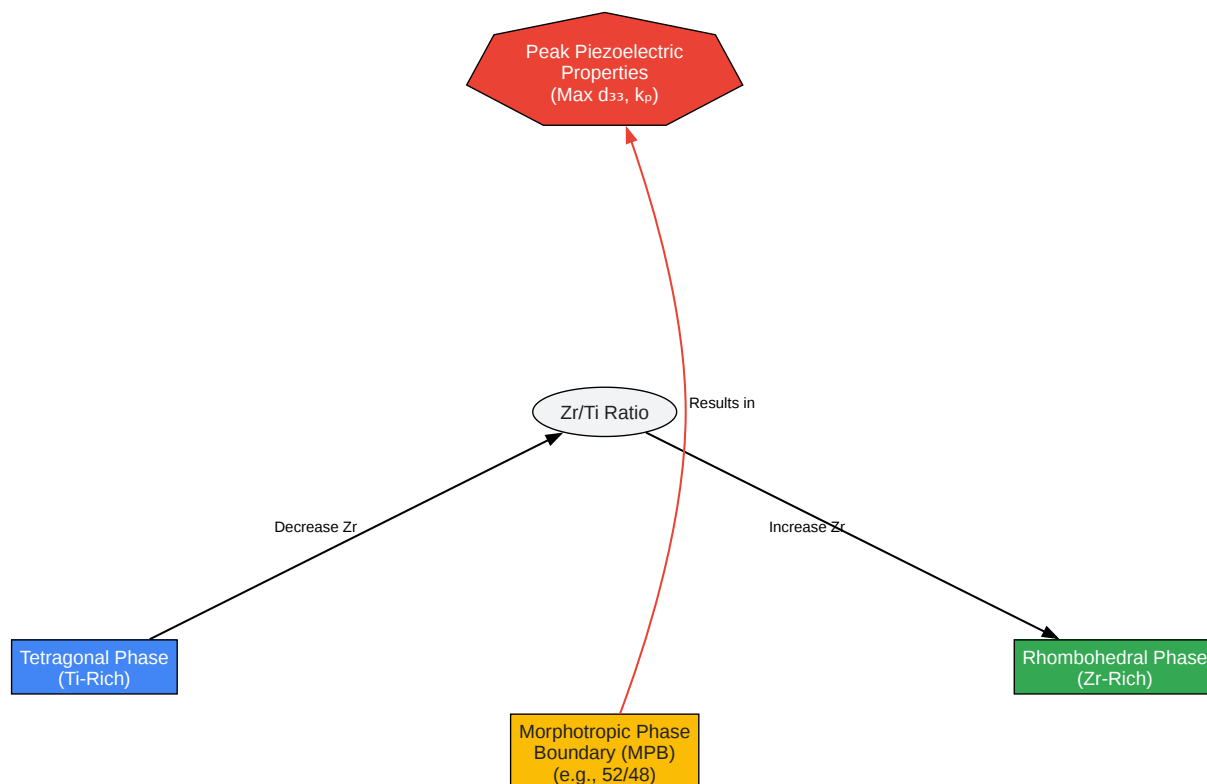 Peak Piezoelectric
Properties
(Max d₃₃, kₚ)
Zr/Ti Ratio
Results in
Decrease Zr
Increase Zr
Tetragonal Phase
(Ti-Rich)
Rhombohedral Phase
(Zr-Rich)
Morphotropic Phase
Boundary (MPB)
(e.g., 52/48)